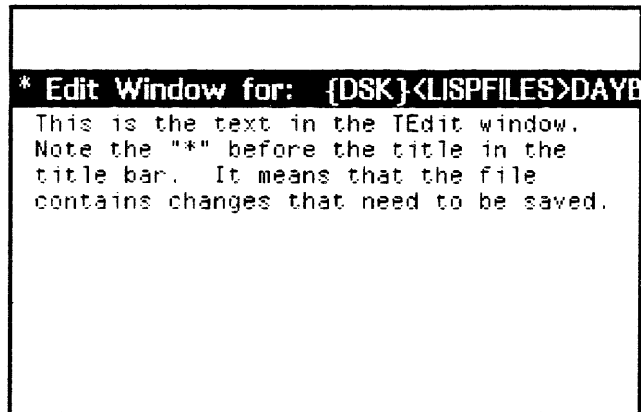 * Edit Window for: {DSK}<LISPFILES>DAYB
This is the text in the TEdit window.
Note the "*" before the title in the
title bar. It means that the file
contains changes that need to be saved.